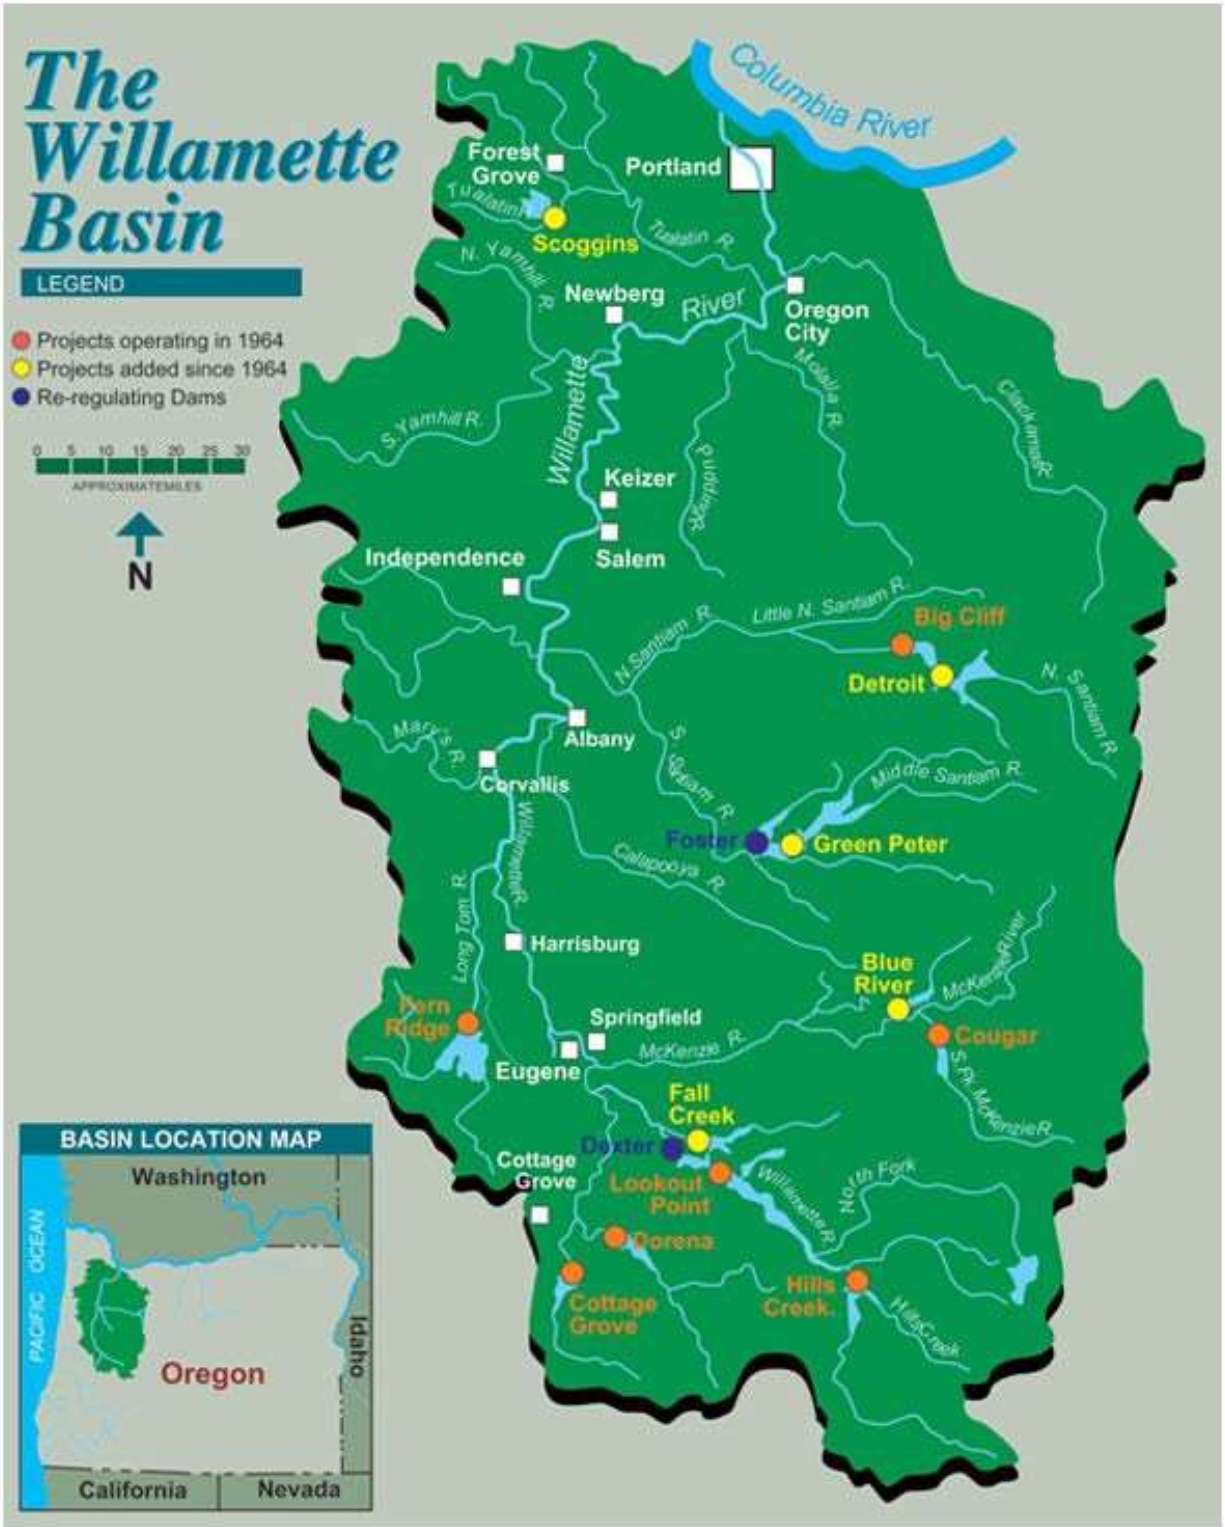 The
Willamette
Basin
LEGEND
Projects operating in 1964
Projects added since 1964
Re-regulating Dams
0 5 10 15 20 25 30
APPROXIMATEMILES
N
Columbia River
Forest
Grove
Portland
Tualatin
Scoggins
Tualatin R.
N. Yamhill R.
Newberg
River
Oregon
City
Molalla R.
Willamette
Clackamas R.
S. Yamhill R.
Pudding R.
Keizer
Salem
Independence
Little N. Santiam R.
N. Santiam R.
Big Cliff
Detroit
N. Santiam R.
Albany
Mary's R.
Corvallis
S. Santiam R.
Middle Santiam R.
Foster
Green Peter
Willamette R.
Calapooya R.
Long Tom R.
Harrisburg
Blue
River
McKenzie River
Fern
Ridge
Springfield
Cougar
McKenzie R.
Eugene
S. Fk. McKenzie R.
Fall
Creek
Dexter
Cottage
Grove
Lookout
Point
Willamette R.
North Fork
Dorena
Hills
Creek.
Cottage
Grove
Hills Creek
BASIN LOCATION MAP
Washington
PACIFIC OCEAN
Oregon
Idaho
California
Nevada